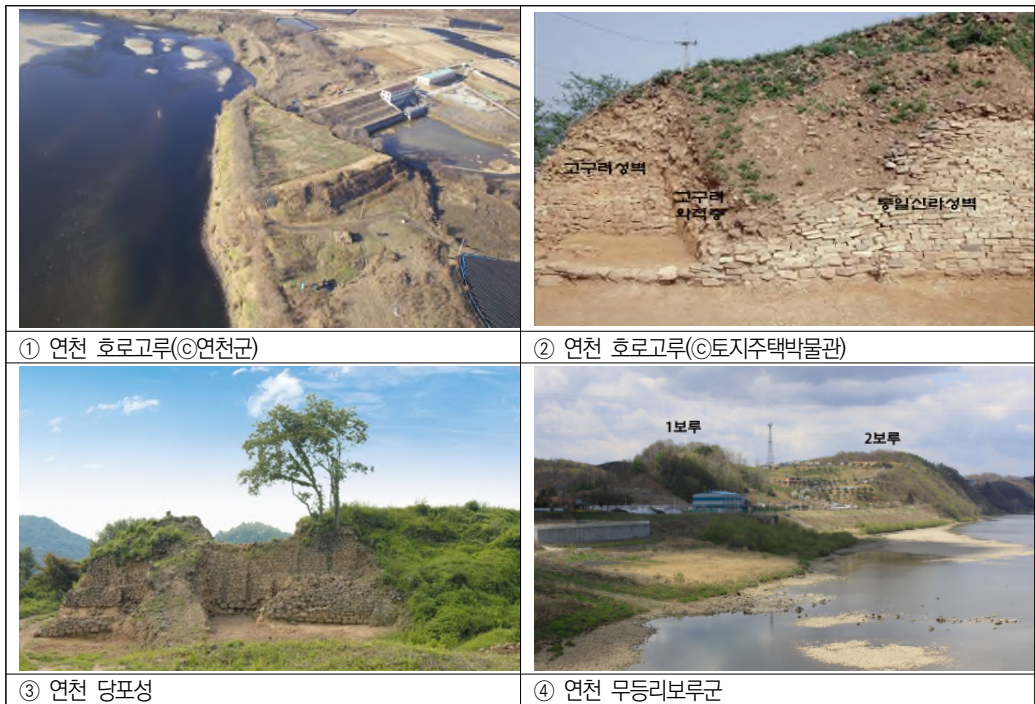 고구려성벽
고구려
와적층
통일신라성벽
① 연천 호로고루(ⓒ연천군)
② 연천 호로고루(ⓒ토지주택박물관)
1보루
2보루
③ 연천 당포성
④ 연천 무등리보루군